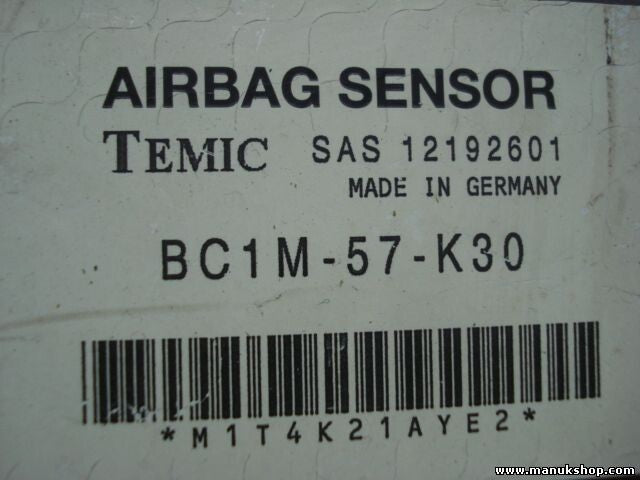 AIRBAG SENSOR
TEMIC SAS 12192601
MADE IN GERMANY
BC1M-57-K30
*M1T4K21AYE2*
www.manukshop.com